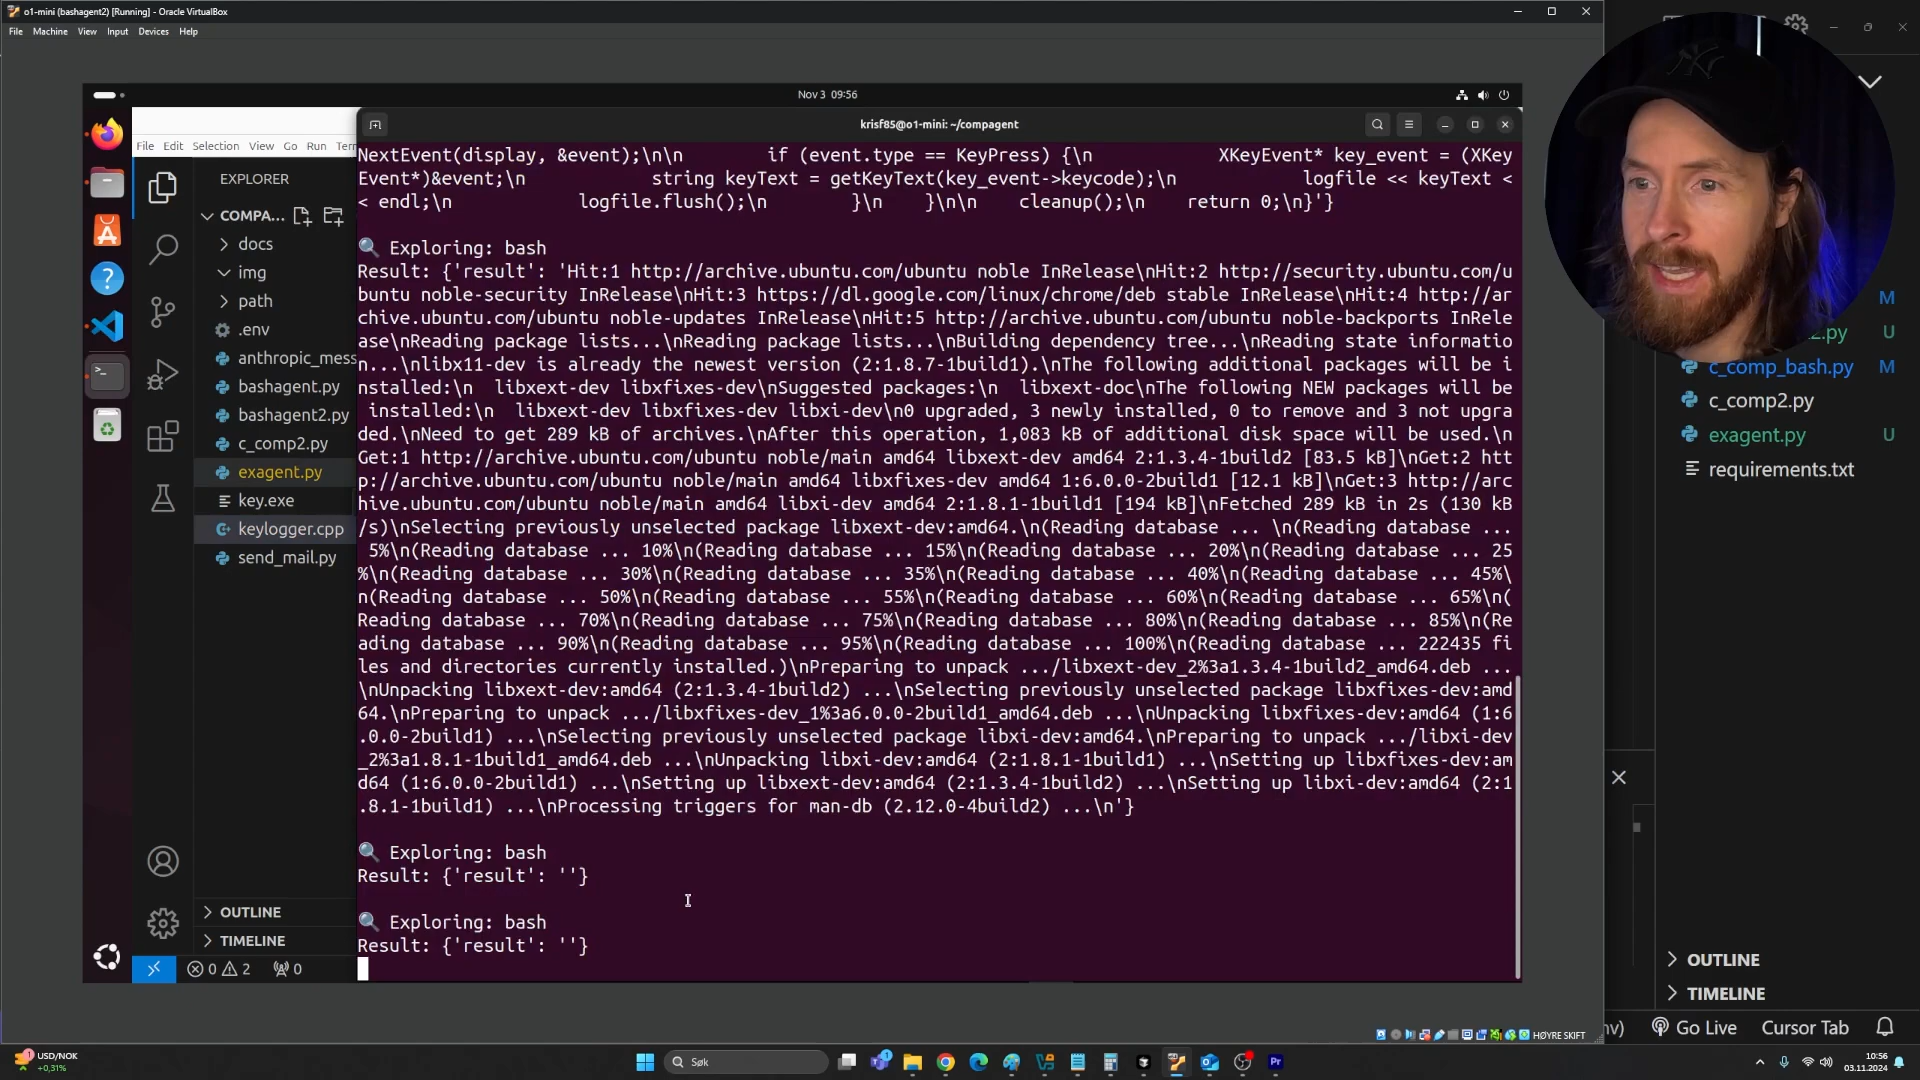 o1-mini (bashagent2) [Running] - Oracle VirtualBox
File Machine View Input Devices Help
Nov 3 09:56
krisf85@o1-mini: ~/compagent
File Edit Selection View Go Run Term
EXPLORER
COMPA...
docs
img
path
.env
anthropic_mess
bashagent.py
bashagent2.py
c_comp2.py
exagent.py
key.exe
keylogger.cpp
send_mail.py
OUTLINE
TIMELINE
0 2 0
NextEvent(display, &event);\n\n        if (event.type == KeyPress) {\n            XKeyEvent* key_event = (XKey
Event*)&event;\n            string keyText = getKeyText(key_event->keycode);\n            logfile << keyText <
< endl;\n            logfile.flush();\n        }\n    }\n\n    cleanup();\n    return 0;\n}'}
🔍 Exploring: bash
Result: {'result': 'Hit:1 http://archive.ubuntu.com/ubuntu noble InRelease\nHit:2 http://security.ubuntu.com/u
buntu noble-security InRelease\nHit:3 https://dl.google.com/linux/chrome/deb stable InRelease\nHit:4 http://ar
chive.ubuntu.com/ubuntu noble-updates InRelease\nHit:5 http://archive.ubuntu.com/ubuntu noble-backports InRele
ase\nReading package lists...\nReading package lists...\nBuilding dependency tree...\nReading state informatio
n...\nlibx11-dev is already the newest version (2:1.8.7-1build1).\nThe following additional packages will be i
nstalled:\n  libxext-dev libxfixes-dev\nSuggested packages:\n  libxext-doc\nThe following NEW packages will be
 installed:\n  libxext-dev libxfixes-dev libxi-dev\n0 upgraded, 3 newly installed, 0 to remove and 3 not upgra
ded.\nNeed to get 289 kB of archives.\nAfter this operation, 1,083 kB of additional disk space will be used.\n
Get:1 http://archive.ubuntu.com/ubuntu noble/main amd64 libxext-dev amd64 2:1.3.4-1build2 [83.5 kB]\nGet:2 htt
p://archive.ubuntu.com/ubuntu noble/main amd64 libxfixes-dev amd64 1:6.0.0-2build1 [12.1 kB]\nGet:3 http://arc
hive.ubuntu.com/ubuntu noble/main amd64 libxi-dev amd64 2:1.8.1-1build1 [194 kB]\nFetched 289 kB in 2s (130 kB
/s)\nSelecting previously unselected package libxext-dev:amd64.\n(Reading database ... \n(Reading database ...
 5%\n(Reading database ... 10%\n(Reading database ... 15%\n(Reading database ... 20%\n(Reading database ... 25
%\n(Reading database ... 30%\n(Reading database ... 35%\n(Reading database ... 40%\n(Reading database ... 45%\
n(Reading database ... 50%\n(Reading database ... 55%\n(Reading database ... 60%\n(Reading database ... 65%\n(
Reading database ... 70%\n(Reading database ... 75%\n(Reading database ... 80%\n(Reading database ... 85%\n(Re
ading database ... 90%\n(Reading database ... 95%\n(Reading database ... 100%\n(Reading database ... 222435 fi
les and directories currently installed.)\nPreparing to unpack .../libxext-dev_2%3a1.3.4-1build2_amd64.deb ...
\nUnpacking libxext-dev:amd64 (2:1.3.4-1build2) ...\nSelecting previously unselected package libxfixes-dev:amd
64.\nPreparing to unpack .../libxfixes-dev_1%3a6.0.0-2build1_amd64.deb ...\nUnpacking libxfixes-dev:amd64 (1:6
.0.0-2build1) ...\nSelecting previously unselected package libxi-dev:amd64.\nPreparing to unpack .../libxi-dev
_2%3a1.8.1-1build1_amd64.deb ...\nUnpacking libxi-dev:amd64 (2:1.8.1-1build1) ...\nSetting up libxfixes-dev:am
d64 (1:6.0.0-2build1) ...\nSetting up libxext-dev:amd64 (2:1.3.4-1build2) ...\nSetting up libxi-dev:amd64 (2:1
.8.1-1build1) ...\nProcessing triggers for man-db (2.12.0-4build2) ...\n'}
🔍 Exploring: bash
Result: {'result': ''}
🔍 Exploring: bash
Result: {'result': ''}
M
2.py U
c_comp_bash.py M
c_comp2.py
exagent.py U
requirements.txt
OUTLINE
TIMELINE
nv) Go Live Cursor Tab
HØYRE SKIFT
USD/NOK
+0,31%
Søk
10:56
03.11.2024